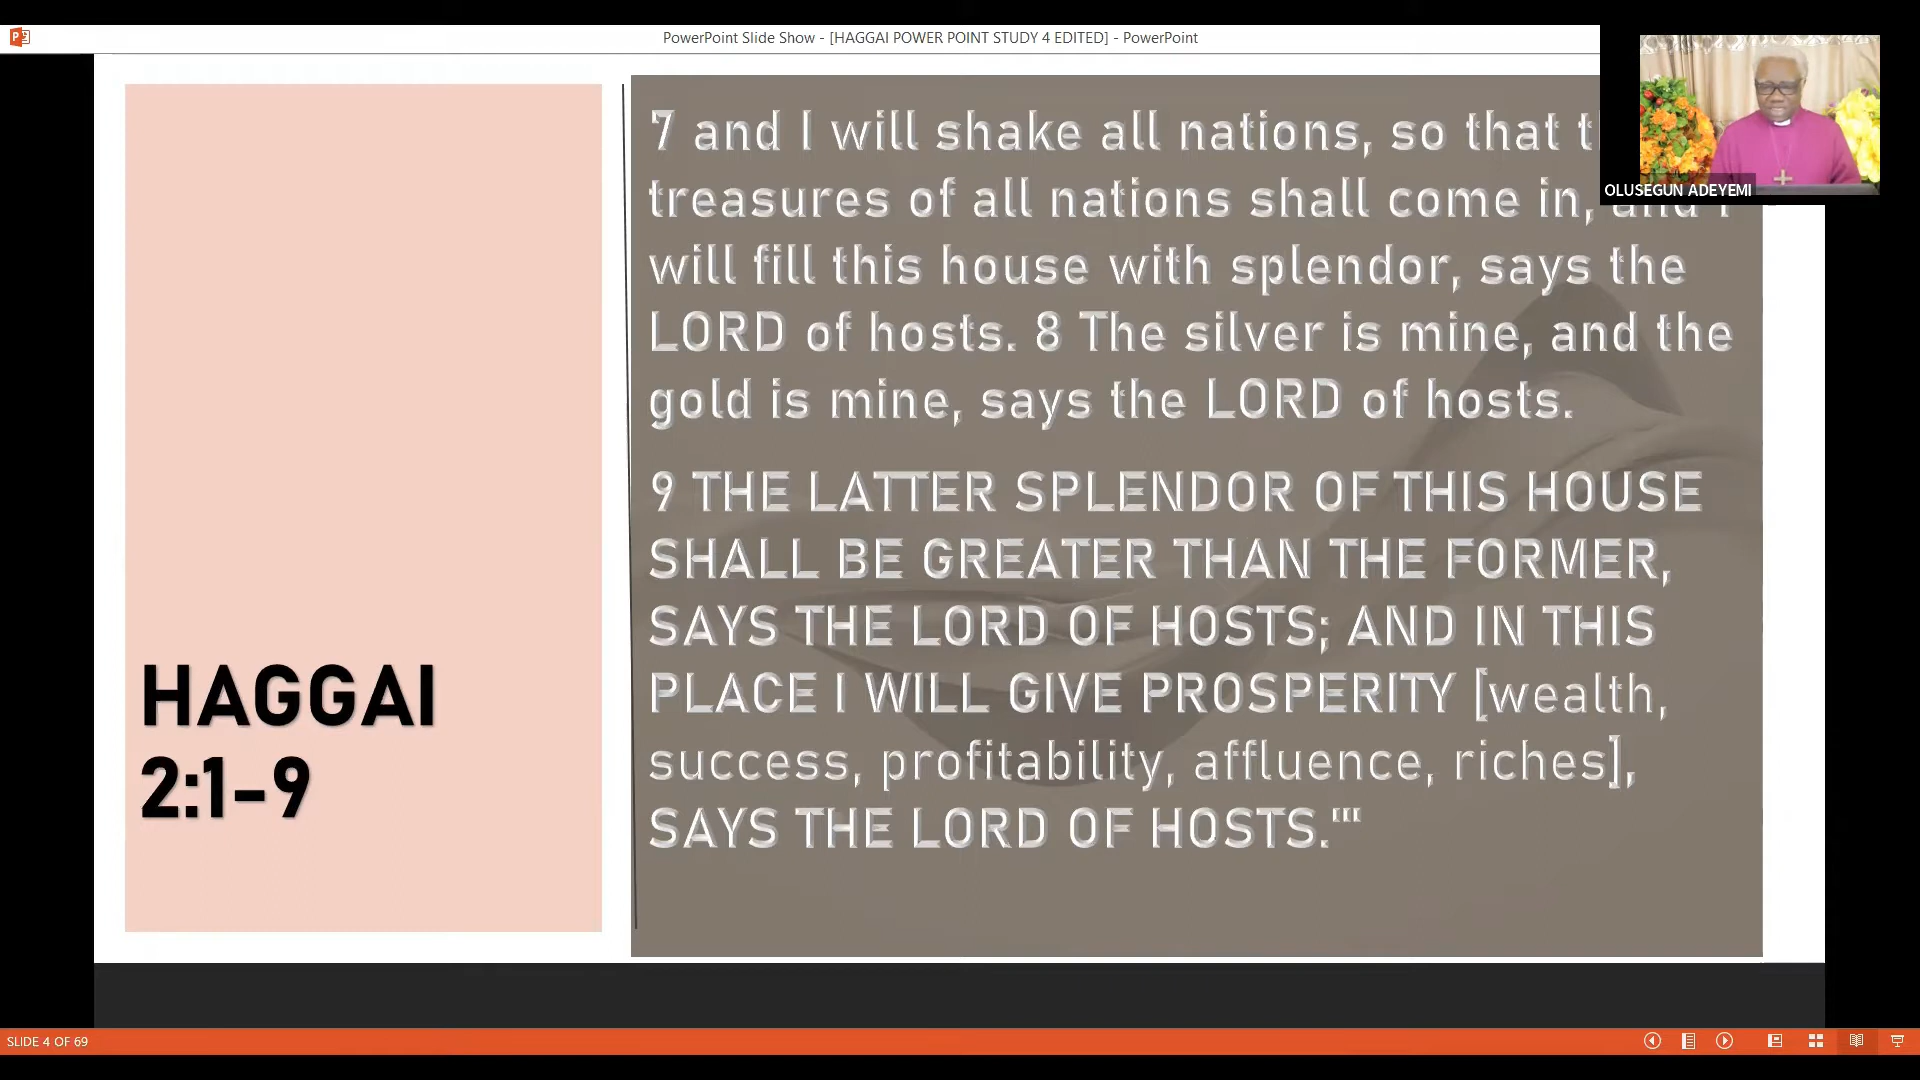 PowerPoint Slide Show - [HAGGAI POWER POINT STUDY 4 EDITED] - PowerPoint
OLUSEGUN ADEYEMI
HAGGAI
2:1-9
7 and I will shake all nations, so that
treasures of all nations shall come in, and I
will fill this house with splendor, says the
LORD of hosts. 8 The silver is mine, and the
gold is mine, says the LORD of hosts.
9 THE LATTER SPLENDOR OF THIS HOUSE
SHALL BE GREATER THAN THE FORMER,
SAYS THE LORD OF HOSTS; AND IN THIS
PLACE I WILL GIVE PROSPERITY [wealth,
success, profitability, affluence, riches],
SAYS THE LORD OF HOSTS.'"
SLIDE 4 OF 69